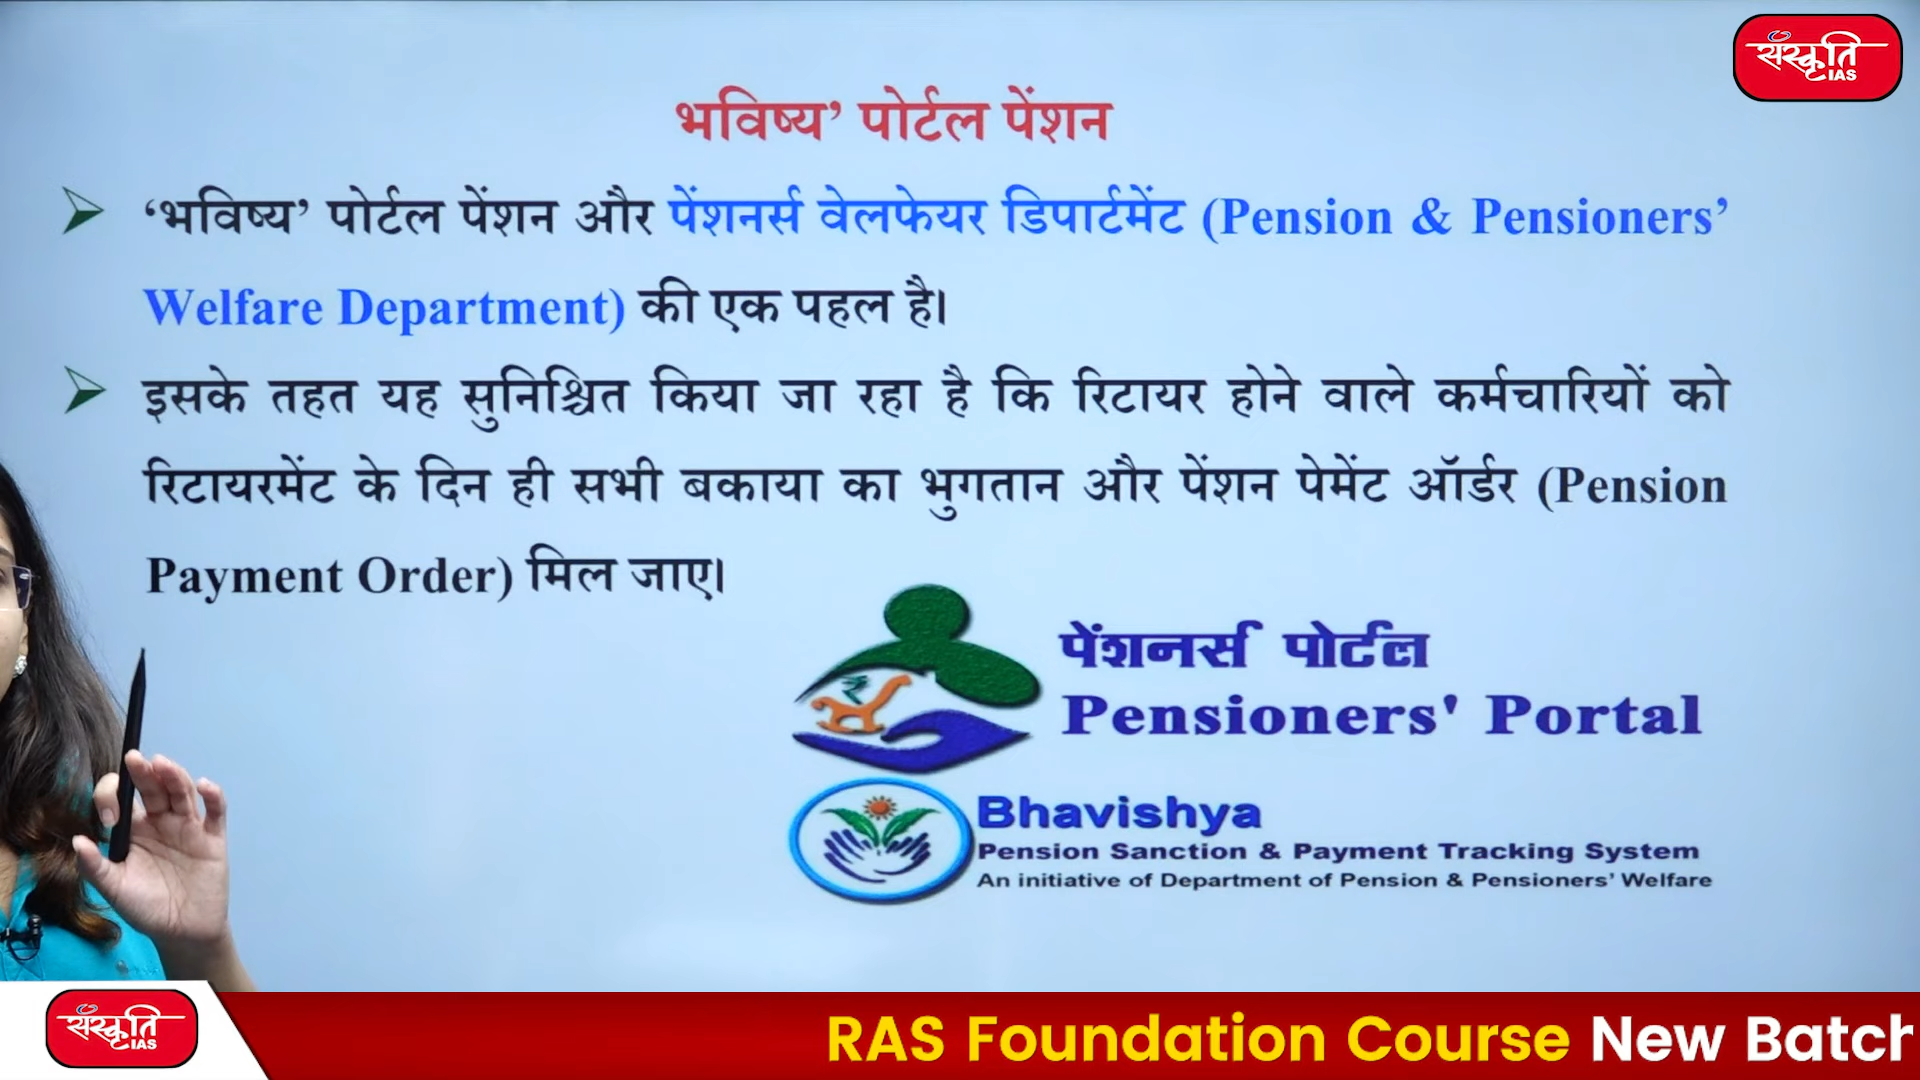 संस्कृति
IAS
भविष्य’ पोर्टल पेंशन
‘भविष्य’ पोर्टल पेंशन और पेंशनर्स वेलफेयर डिपार्टमेंट (Pension & Pensioners’
Welfare Department) की एक पहल है।
इसके तहत यह सुनिश्चित किया जा रहा है कि रिटायर होने वाले कर्मचारियों को
रिटायरमेंट के दिन ही सभी बकाया का भुगतान और पेंशन पेमेंट ऑर्डर (Pension
Payment Order) मिल जाए।
पेंशनर्स पोर्टल
Pensioners' Portal
Bhavishya
Pension Sanction & Payment Tracking System
An initiative of Department of Pension & Pensioners’ Welfare
संस्कृति
IAS
RAS Foundation Course New Batch